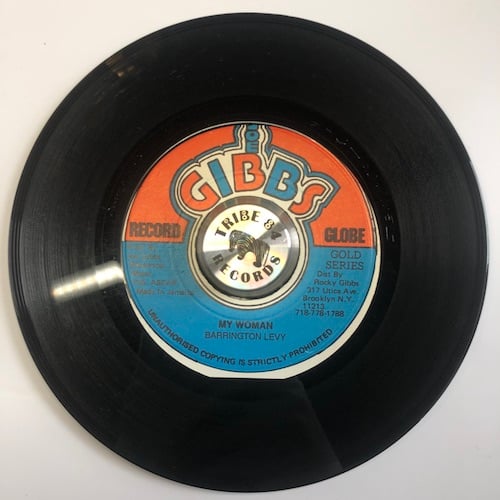 JOE
GIBBS
RECORD GLOBE
TRIBE 84
RECORDS
GOLD
SERIES
Dist By
Rocky Gibbs
317 Utica Ave.
Brooklyn N.Y.
11213
718-778-1788
Made In Jamaica
MY WOMAN
BARRINGTON LEVY
UNAUTHORISED COPYING IS STRICTLY PROHIBITED